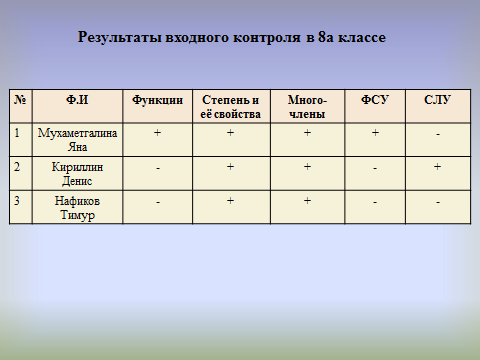 Результаты входного контроля в 8а классе
№ Ф.И Функции Степень и её свойства Много-члены ФСУ СЛУ
1 Мухаметгалина Яна + + + + -
2 Кириллин Денис - + + - +
3 Нафиков Тимур - + + - -